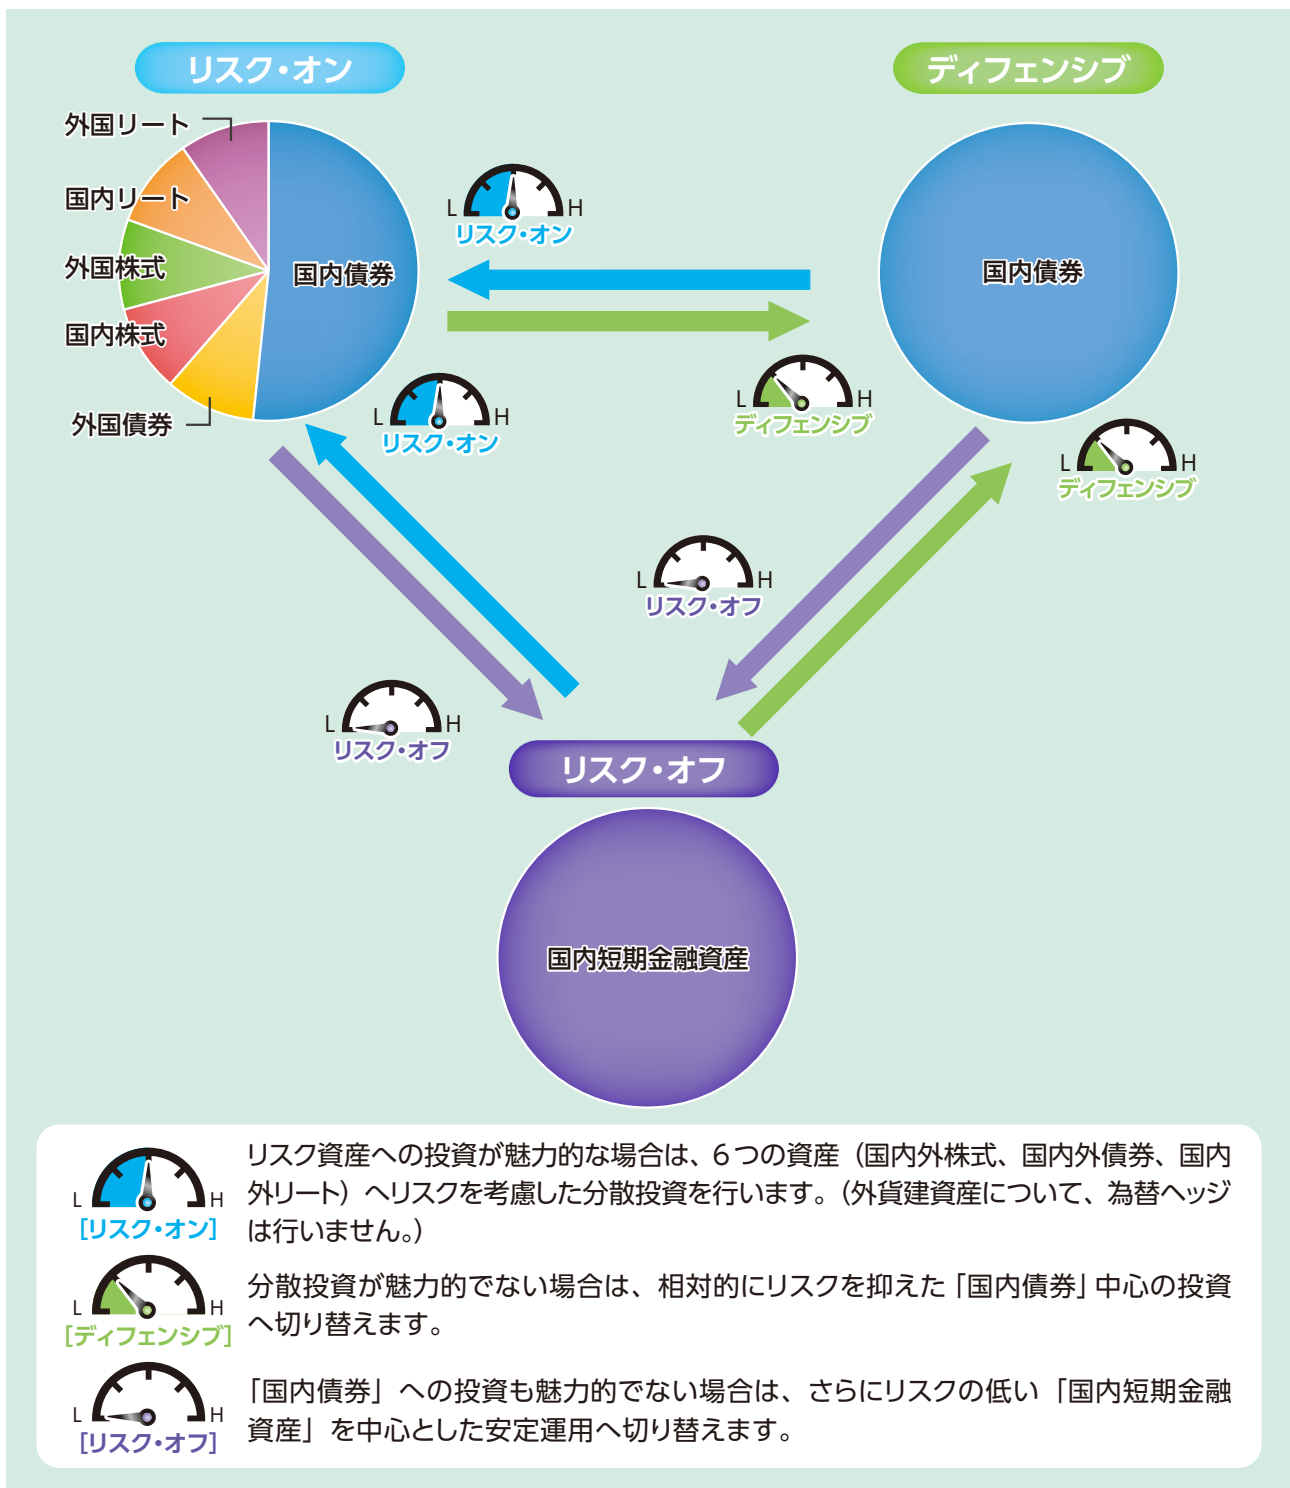 リスク・オン
ディフェンシブ
外国リート
国内リート
外国株式
国内株式
外国債券
国内債券
L H
リスク・オン
国内債券
L H
リスク・オン
L H
ディフェンシブ
L H
ディフェンシブ
L H
リスク・オフ
L H
リスク・オフ
リスク・オフ
国内短期金融資産
L H
[リスク・オン]
リスク資産への投資が魅力的な場合は、6つの資産（国内外株式、国内外債券、国内
外リート）へリスクを考慮した分散投資を行います。（外貨建資産について、為替ヘッジ
は行いません。）
L H
[ディフェンシブ]
分散投資が魅力的でない場合は、相対的にリスクを抑えた「国内債券」中心の投資
へ切り替えます。
L H
[リスク・オフ]
「国内債券」への投資も魅力的でない場合は、さらにリスクの低い「国内短期金融
資産」を中心とした安定運用へ切り替えます。